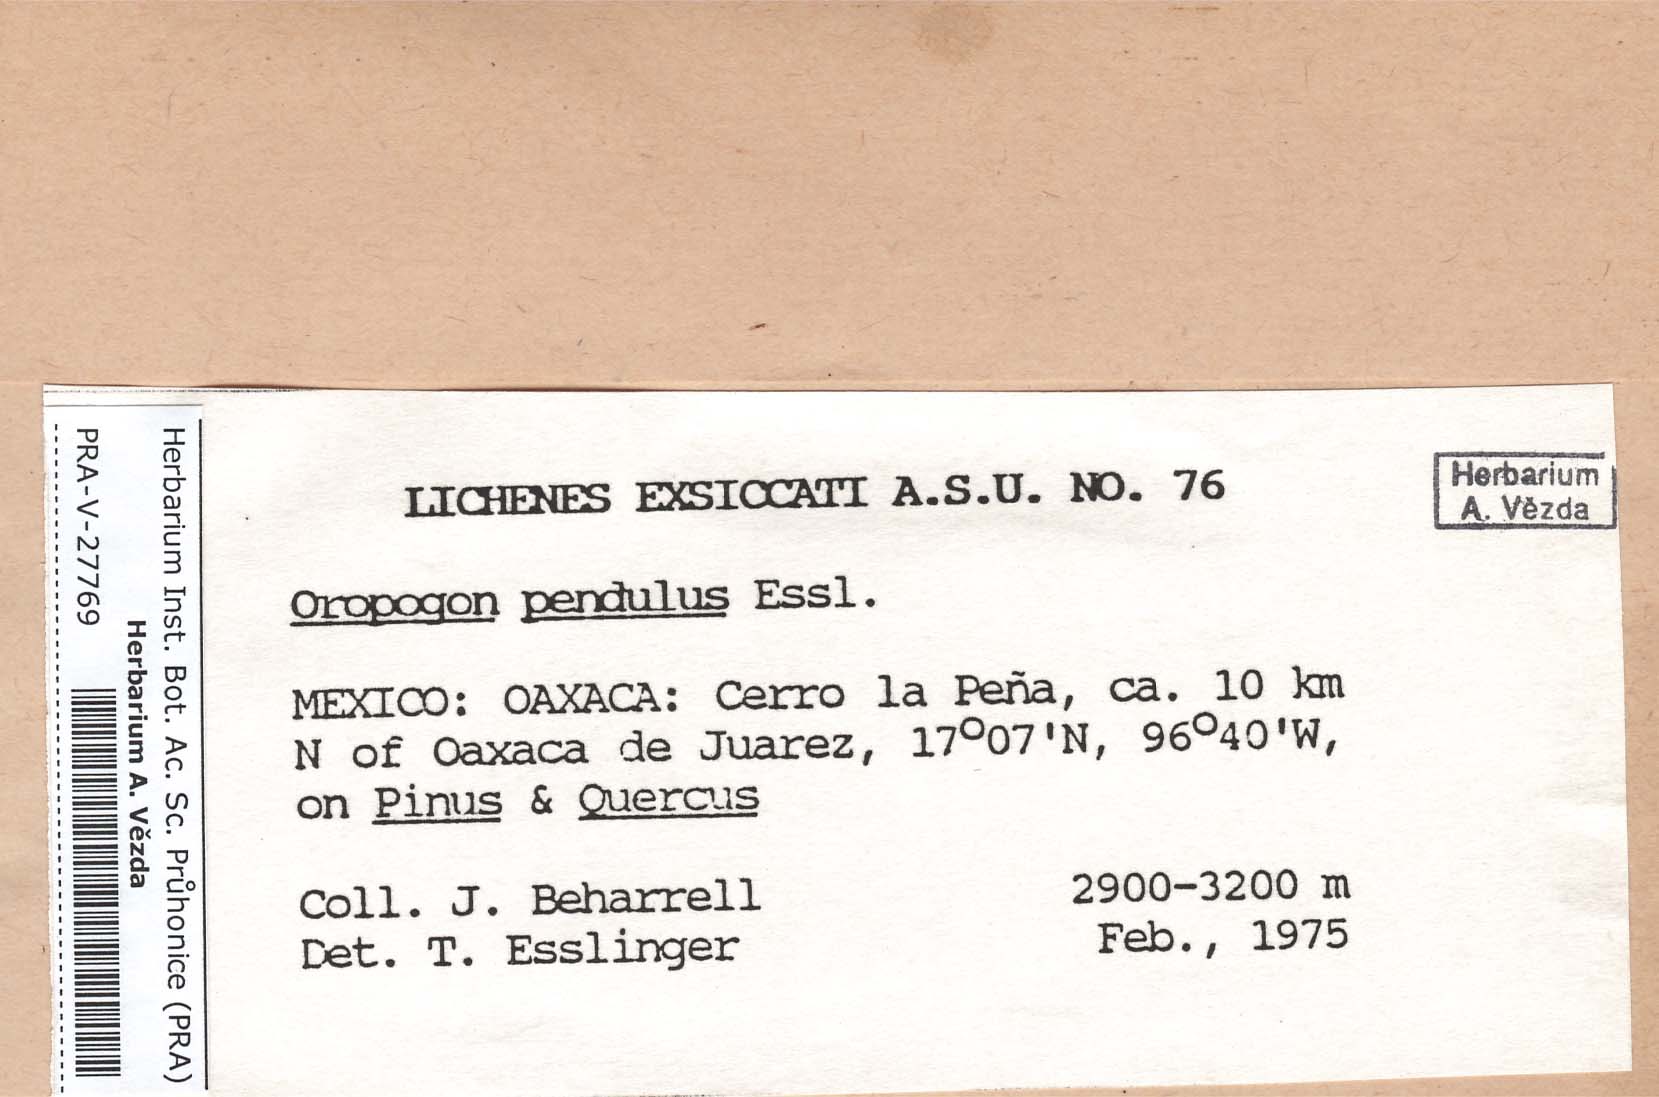 LICHENES EXSICCATI A.S.U. NO. 76
Herbarium
A. Vězda
Oropogon pendulus Essl.
MEXICO: OAXACA: Cerro la Peña, ca. 10 km
N of Oaxaca de Juarez, 17°07'N, 96°40'W,
on Pinus & Quercus
Coll. J. Beharrell 2900-3200 m
Det. T. Esslinger Feb., 1975
Herbarium Inst. Bot. Ac. Sc. Průhonice (PRA)
Herbarium A. Vězda
PRA-V-27769